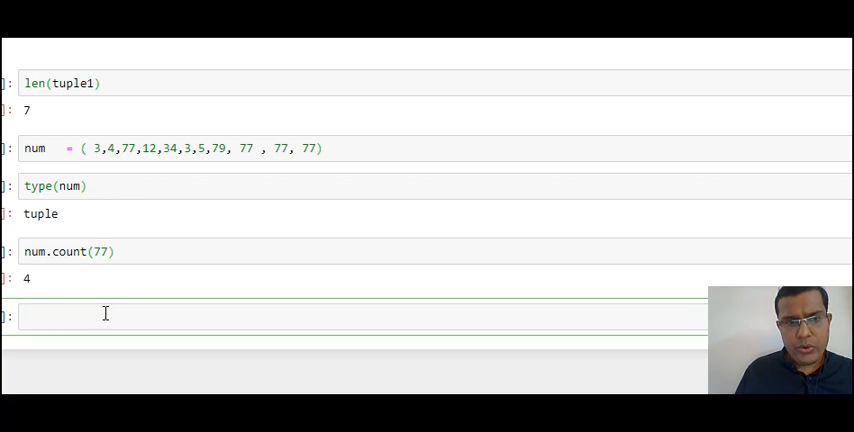 ]: len(tuple1)
]: 7
]: num = ( 3,4,77,12,34,3,5,79, 77 , 77, 77)
]: type(num)
]: tuple
]: num.count(77)
]: 4
]: